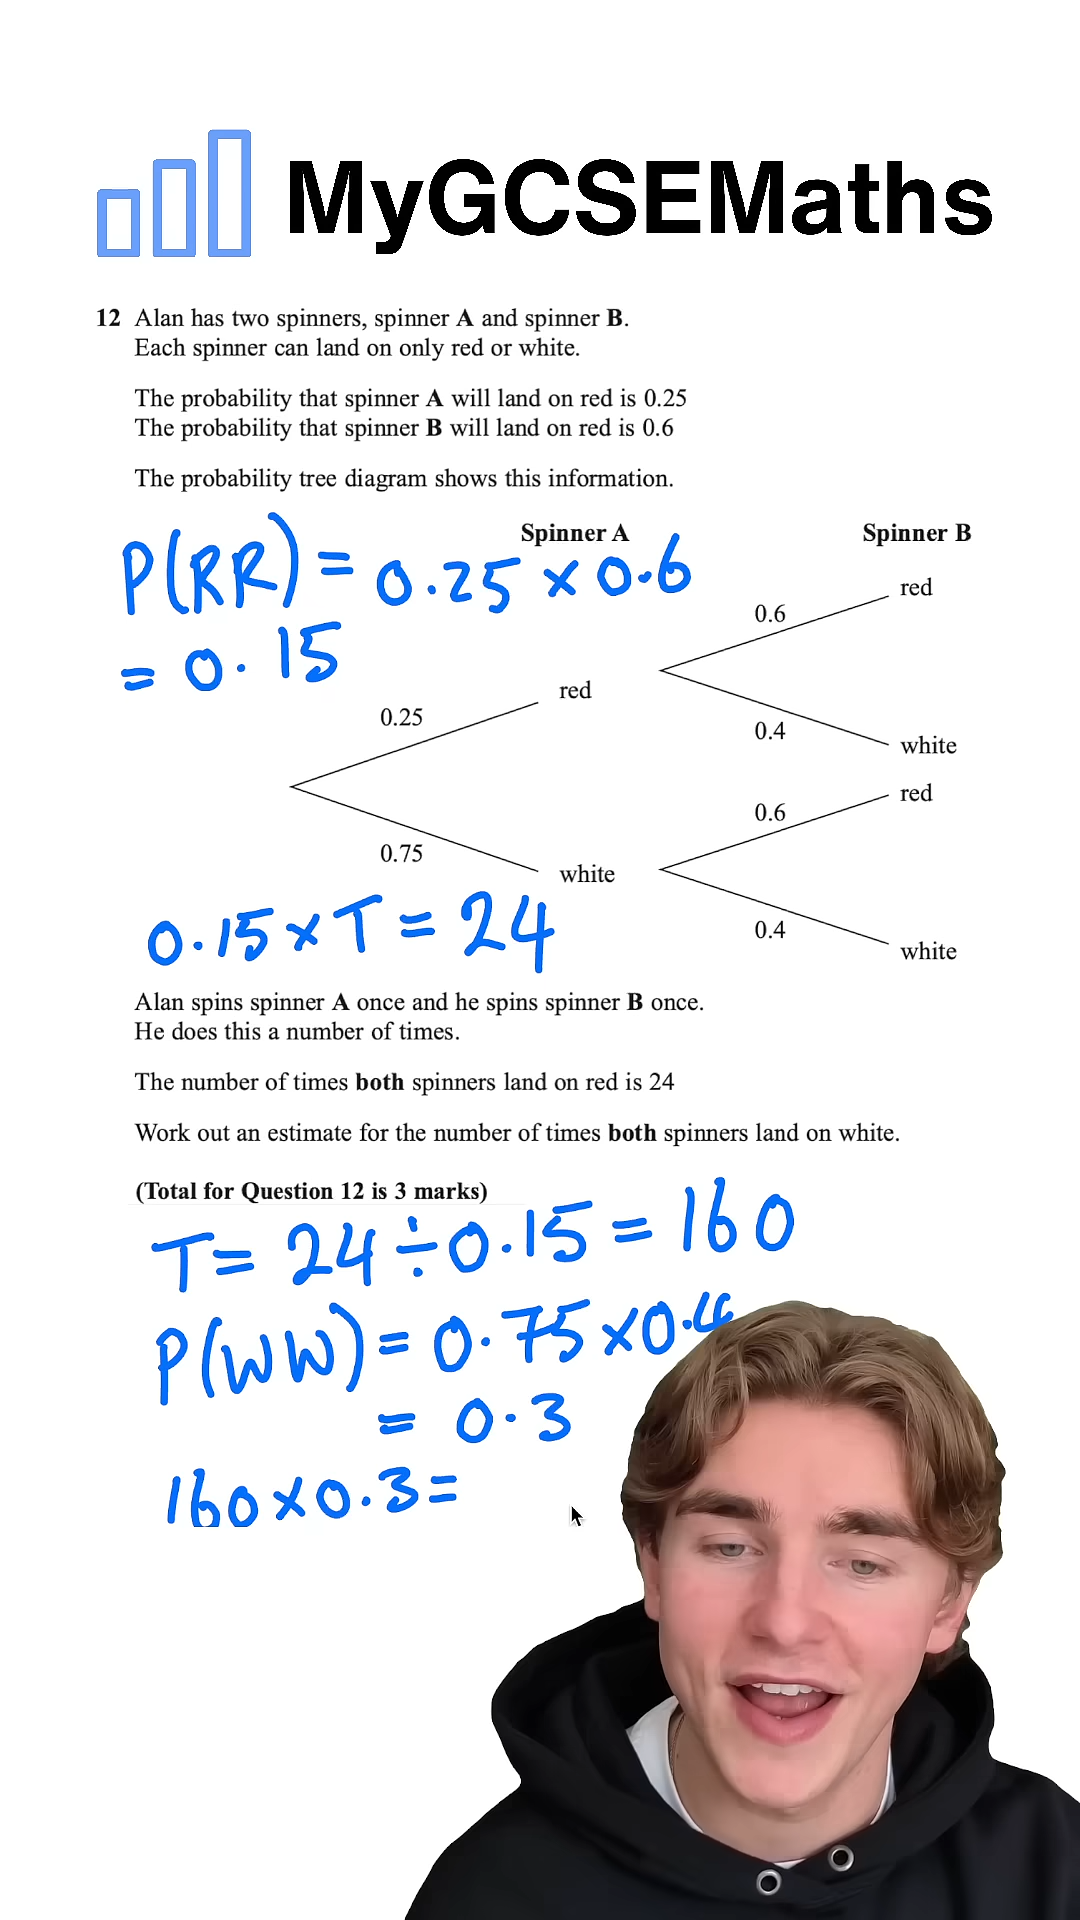 MyGCSEMaths
12 Alan has two spinners, spinner A and spinner B.
Each spinner can land on only red or white.
The probability that spinner A will land on red is 0.25
The probability that spinner B will land on red is 0.6
The probability tree diagram shows this information.
Spinner A Spinner B
P(RR) = 0.25 × 0.6
= 0.15
0.6 red
0.25 red
0.4 white
0.6 red
0.75 white
0.4 white
0.15 × T = 24
Alan spins spinner A once and he spins spinner B once.
He does this a number of times.
The number of times both spinners land on red is 24
Work out an estimate for the number of times both spinners land on white.
(Total for Question 12 is 3 marks)
T = 24 ÷ 0.15 = 160
P(WW) = 0.75 × 0.4
= 0.3
160 × 0.3 =